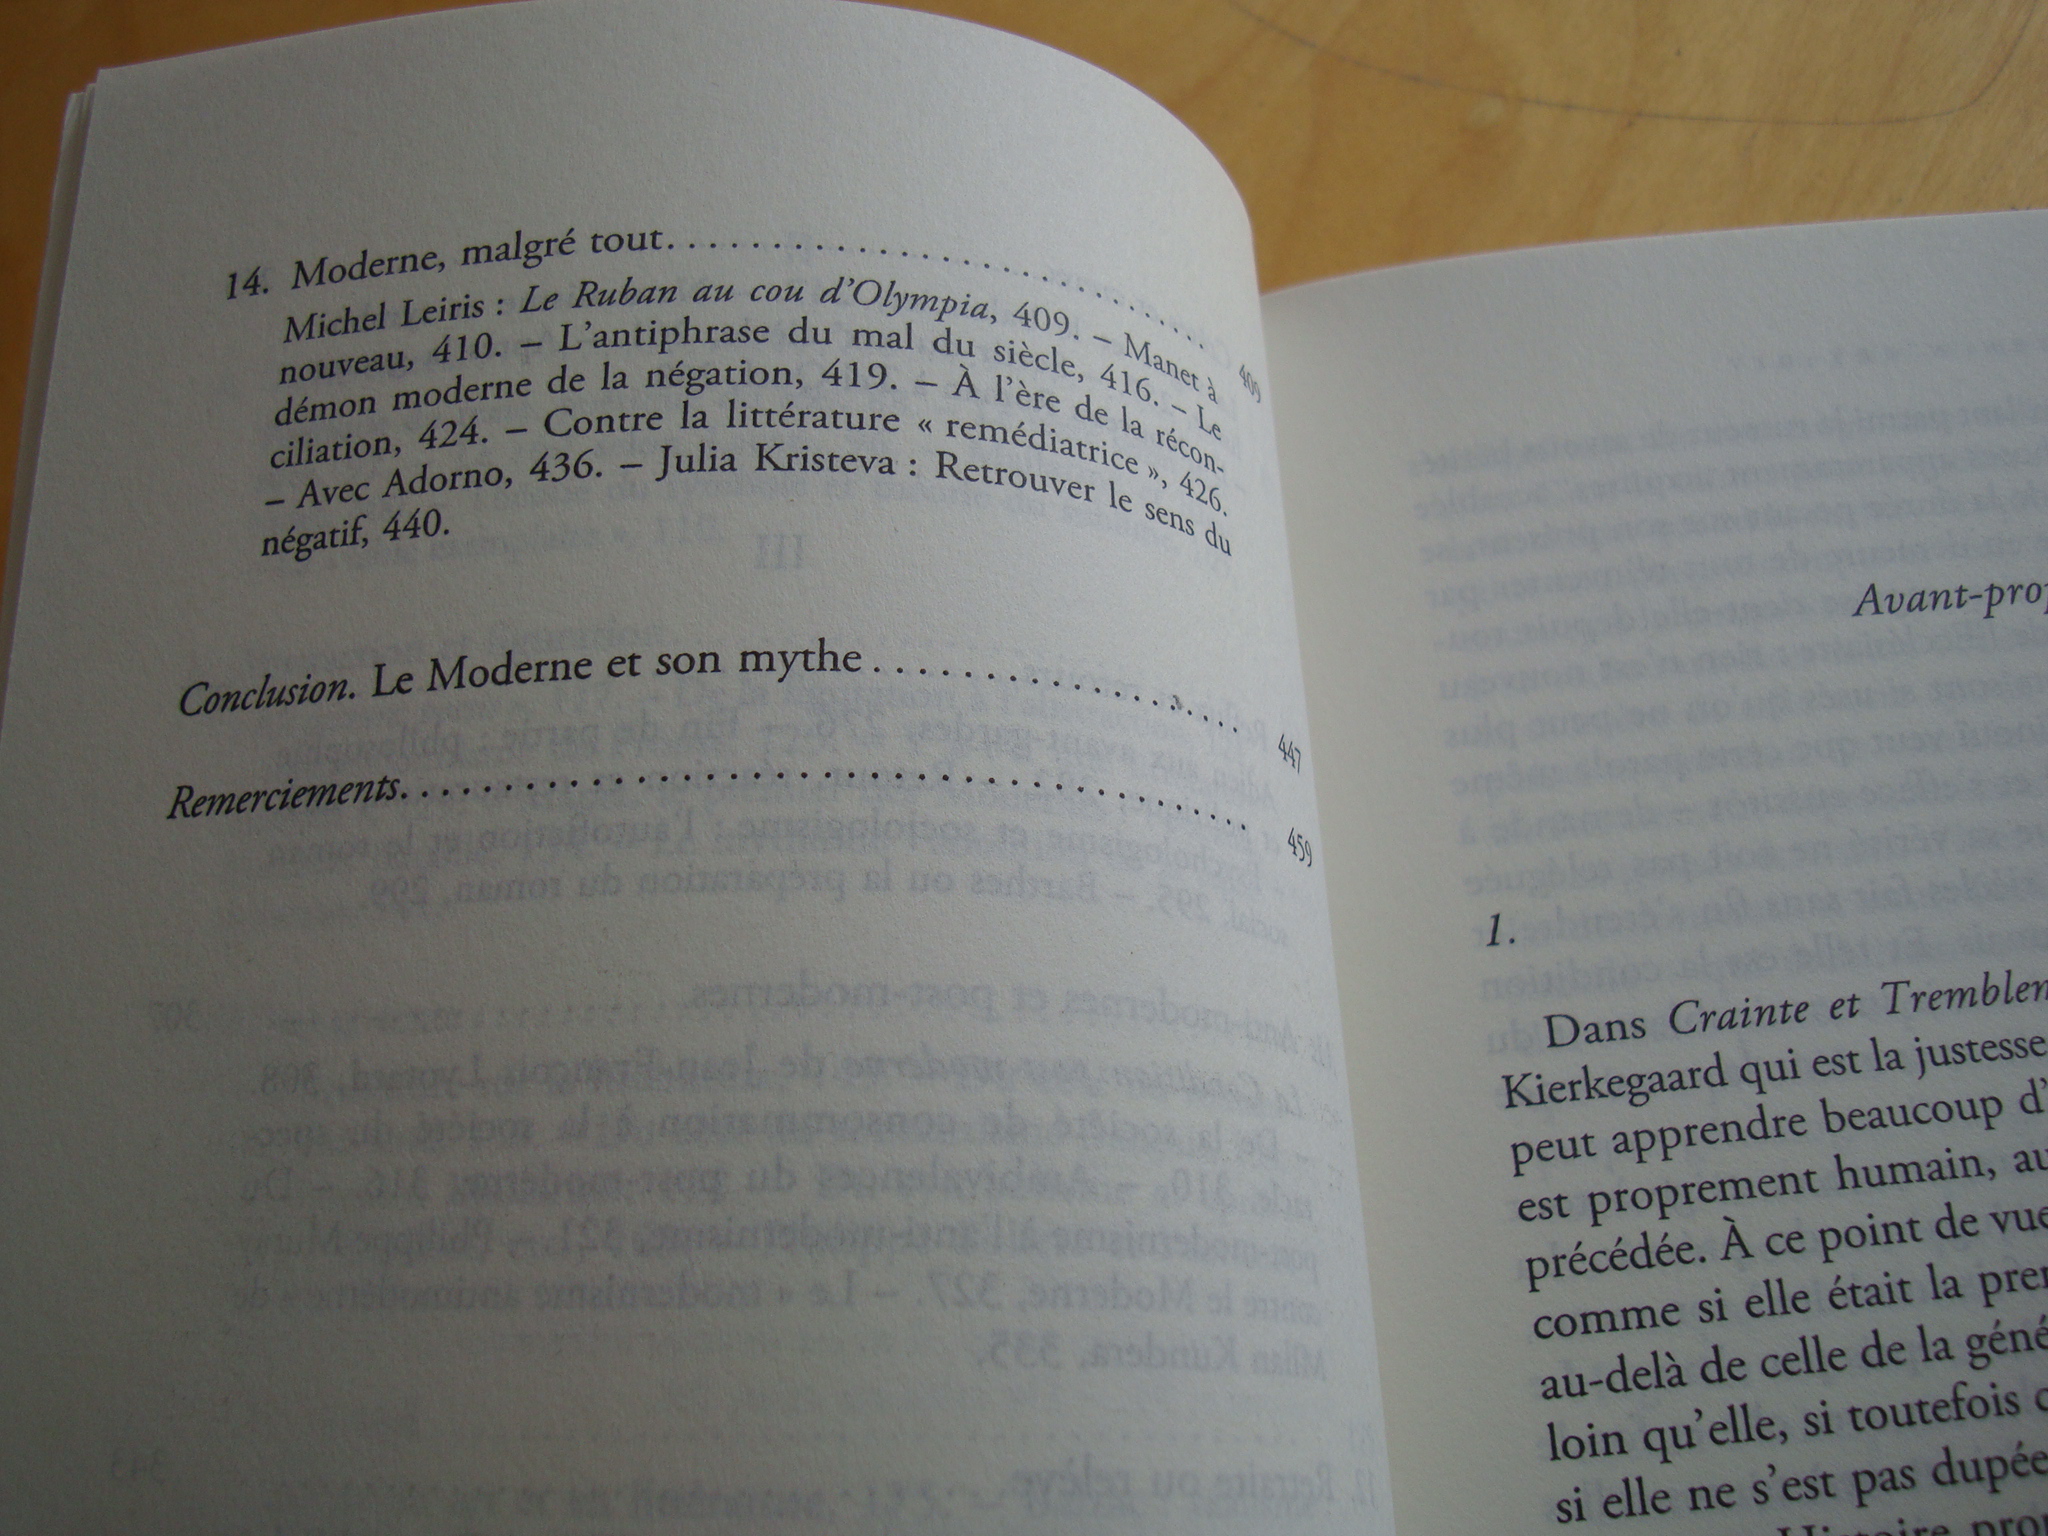 14. Moderne, malgré tout. . . . . . . . . . . . . . . . . . . . . . . . . . . . . 409
Michel Leiris : Le Ruban au cou d'Olympia, 409. – Manet à
nouveau, 410. – L'antiphrase du mal du siècle, 416. – Le
démon moderne de la négation, 419. – À l'ère de la récon-
ciliation, 424. – Contre la littérature « remédiatrice », 426.
– Avec Adorno, 436. – Julia Kristeva : Retrouver le sens du
négatif, 440.
Conclusion. Le Moderne et son mythe . . . . . . . . . . . . . . . . . . . 447
Remerciements. . . . . . . . . . . . . . . . . . . . . . . . . . . . . . . . . . . . 459
Avant-prop
1.
Dans Crainte et Tremblem
Kierkegaard qui est la justesse
peut apprendre beaucoup d'
est proprement humain, au
précédée. À ce point de vue
comme si elle était la prem
au-delà de celle de la géné
loin qu'elle, si toutefois
si elle ne s'est pas dupée